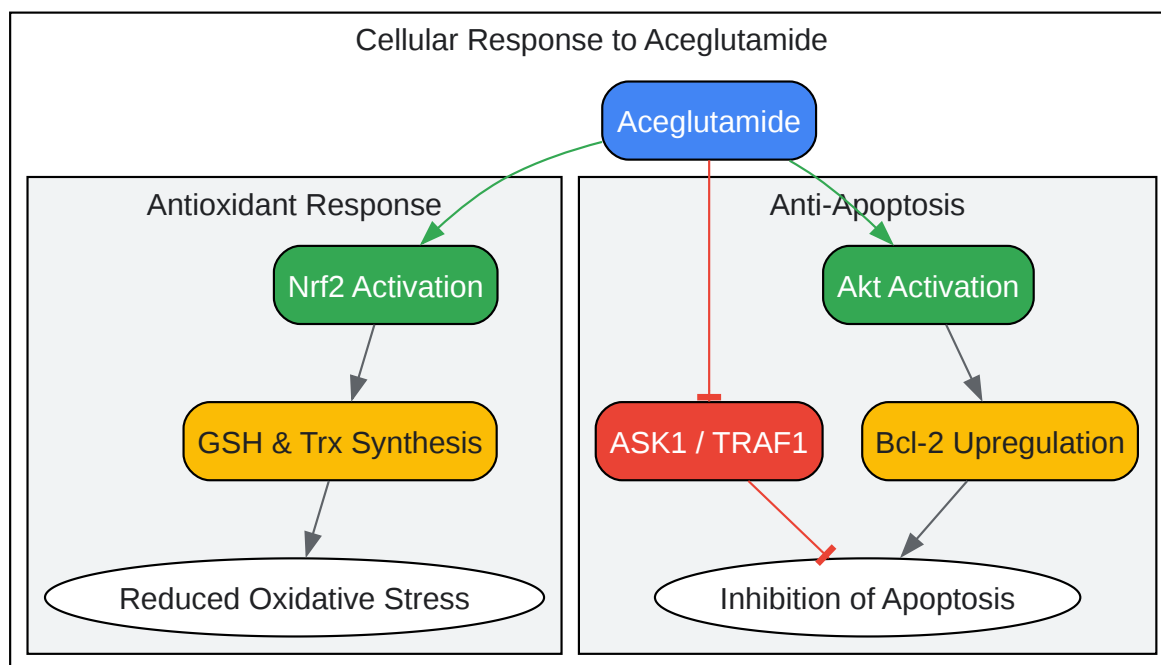 Cellular Response to Aceglutamide
Aceglutamide
Antioxidant Response
Anti-Apoptosis
Nrf2 Activation
Akt Activation
GSH & Trx Synthesis
ASK1 / TRAF1
Bcl-2 Upregulation
Reduced Oxidative Stress
Inhibition of Apoptosis